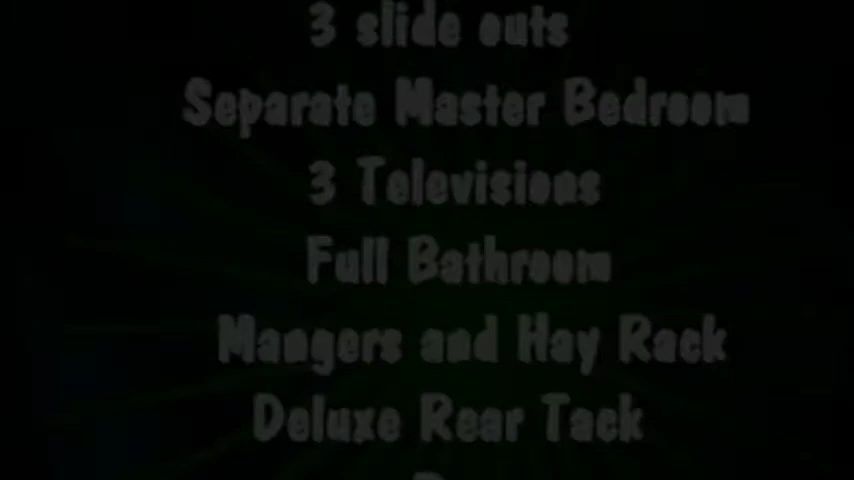 3 slide outs
Separate Master Bedroom
3 Televisions
Full Bathroom
Mangers and Hay Rack
Deluxe Rear Tack